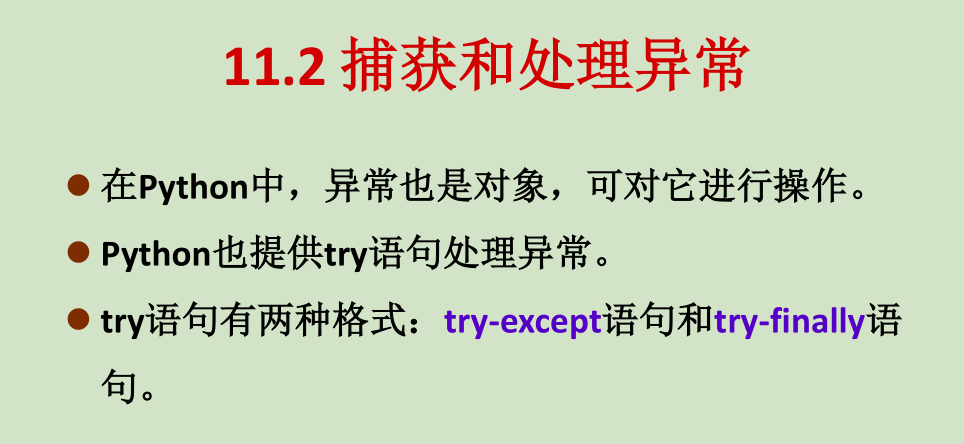 11.2 捕获和处理异常
在Python中，异常也是对象，可对它进行操作。
Python也提供try语句处理异常。
try语句有两种格式：try-except语句和try-finally语
句。